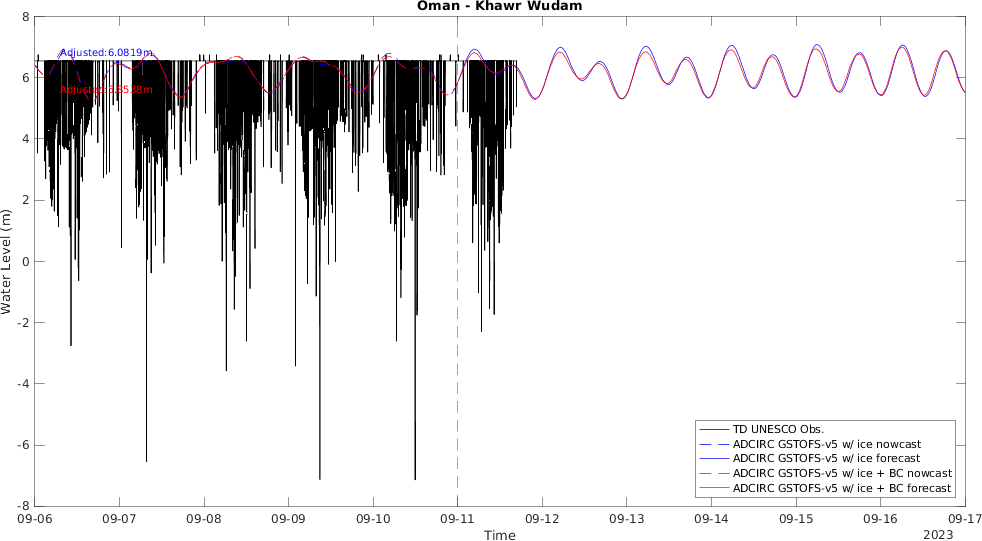 Oman - Khawr Wudam
8
6
4
2
0
-2
-4
-6
-8
Water Level (m)
Adjusted:6.0819m
TD UNESCO Obs.
ADCIRC GSTOFS-v5 w/ ice nowcast
ADCIRC GSTOFS-v5 w/ ice forecast
ADCIRC GSTOFS-v5 w/ ice + BC nowcast
ADCIRC GSTOFS-v5 w/ ice + BC forecast
09-06 09-07 09-08 09-09 09-10 09-11 09-12 09-13 09-14 09-15 09-16 09-17
Time
2023